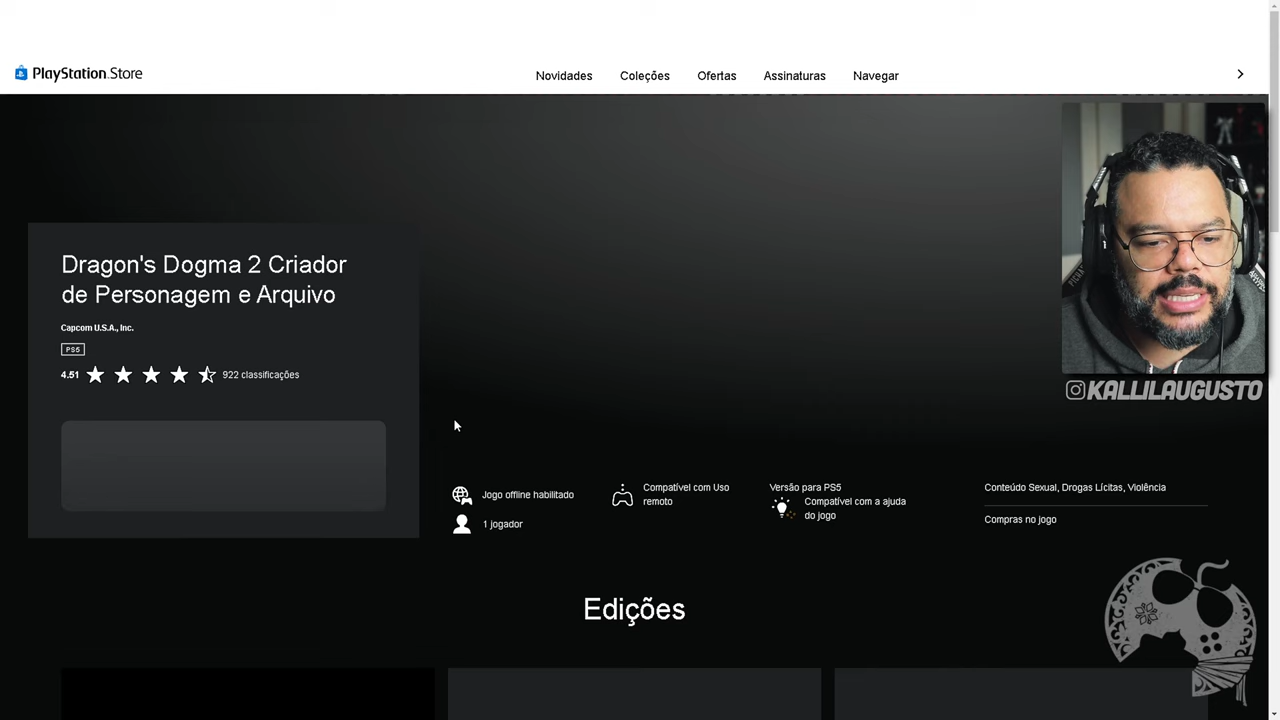 PlayStation.Store
Novidades
Coleções
Ofertas
Assinaturas
Navegar
Dragon's Dogma 2 Criador
de Personagem e Arquivo
Capcom U.S.A., Inc.
PS5
4.51
922 classificações
Jogo offline habilitado
1 jogador
Compatível com Uso
remoto
Versão para PS5
Compatível com a ajuda
do jogo
Conteúdo Sexual, Drogas Lícitas, Violência
Compras no jogo
KALLILAUGUSTO
Edições